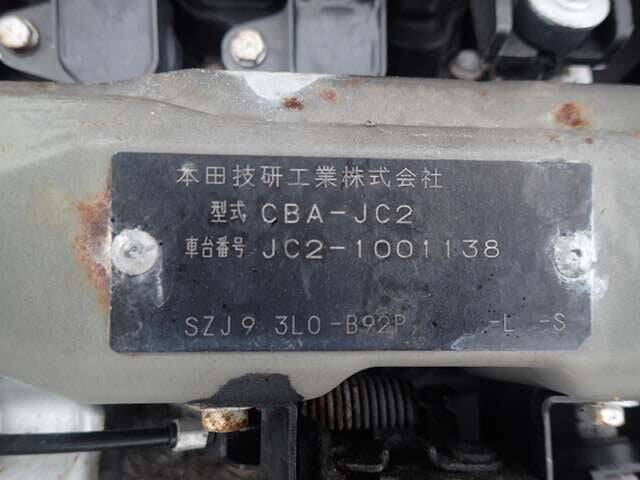 本田技研工業株式会社
型式 CBA-JC2
車台番号 JC2-1001138
SZJ9 3L0-B92P, -L -S